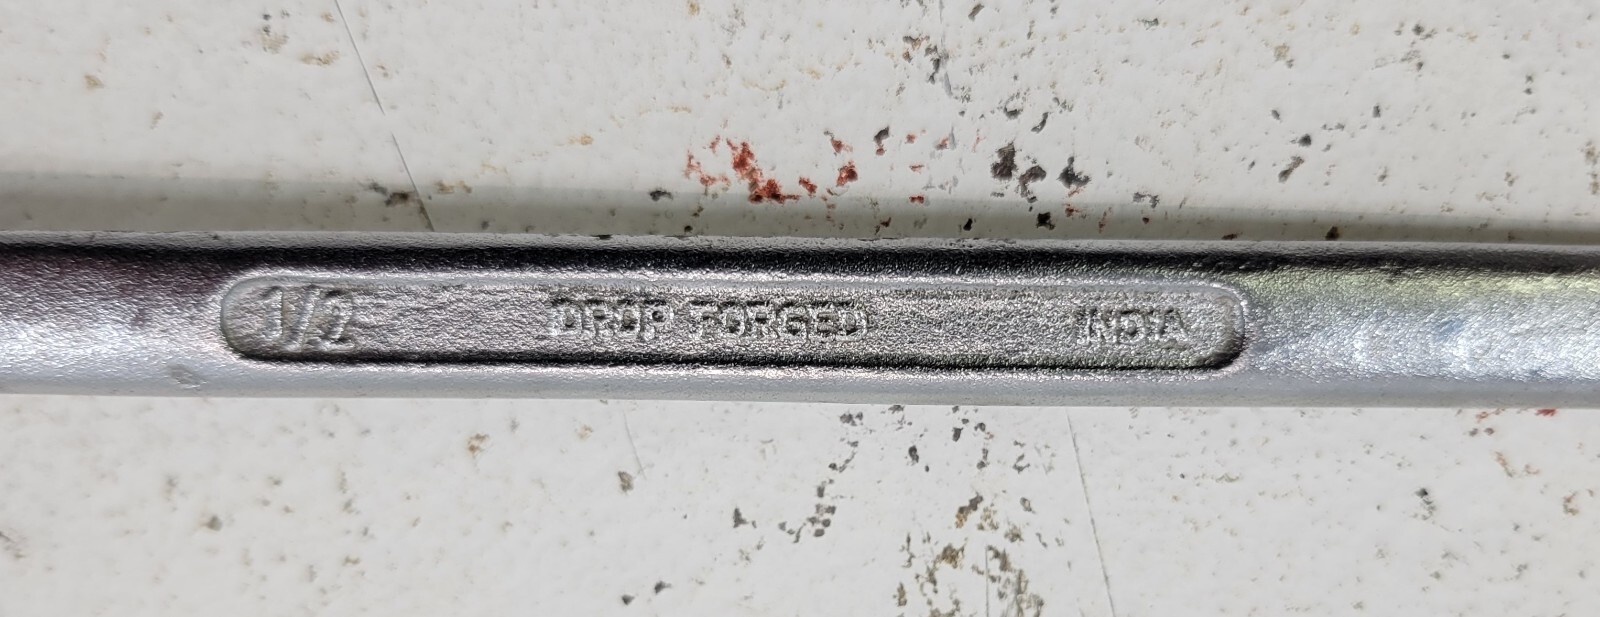 1/2 DROP FORGED INDIA